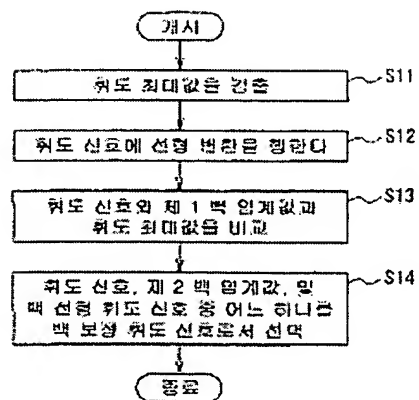 개시
휘도 최대값을 검출
S11
휘도 신호에 선형 변환을 행한다
S12
휘도 신호와 제 1 백 임계값과
휘도 최대값을 비교
S13
휘도 신호, 제 2 백 임계값, 및
백 선형 휘도 신호 중 어느 하나를
백 보정 휘도 신호로서 선택
S14
종료